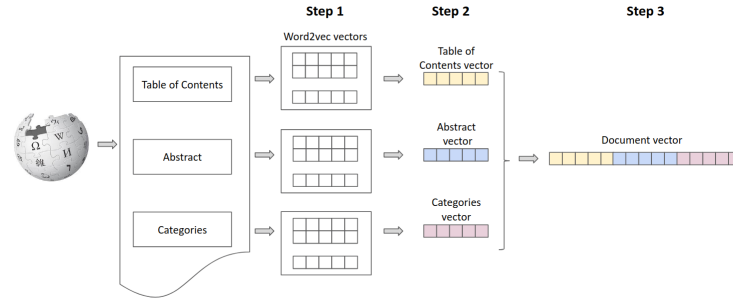 Step 1
Step 2
Step 3
Word2vec vectors
Table of Contents
Table of
Contents vector
Abstract
Abstract
vector
Document vector
Categories
Categories
vector
Ω
W
И
維